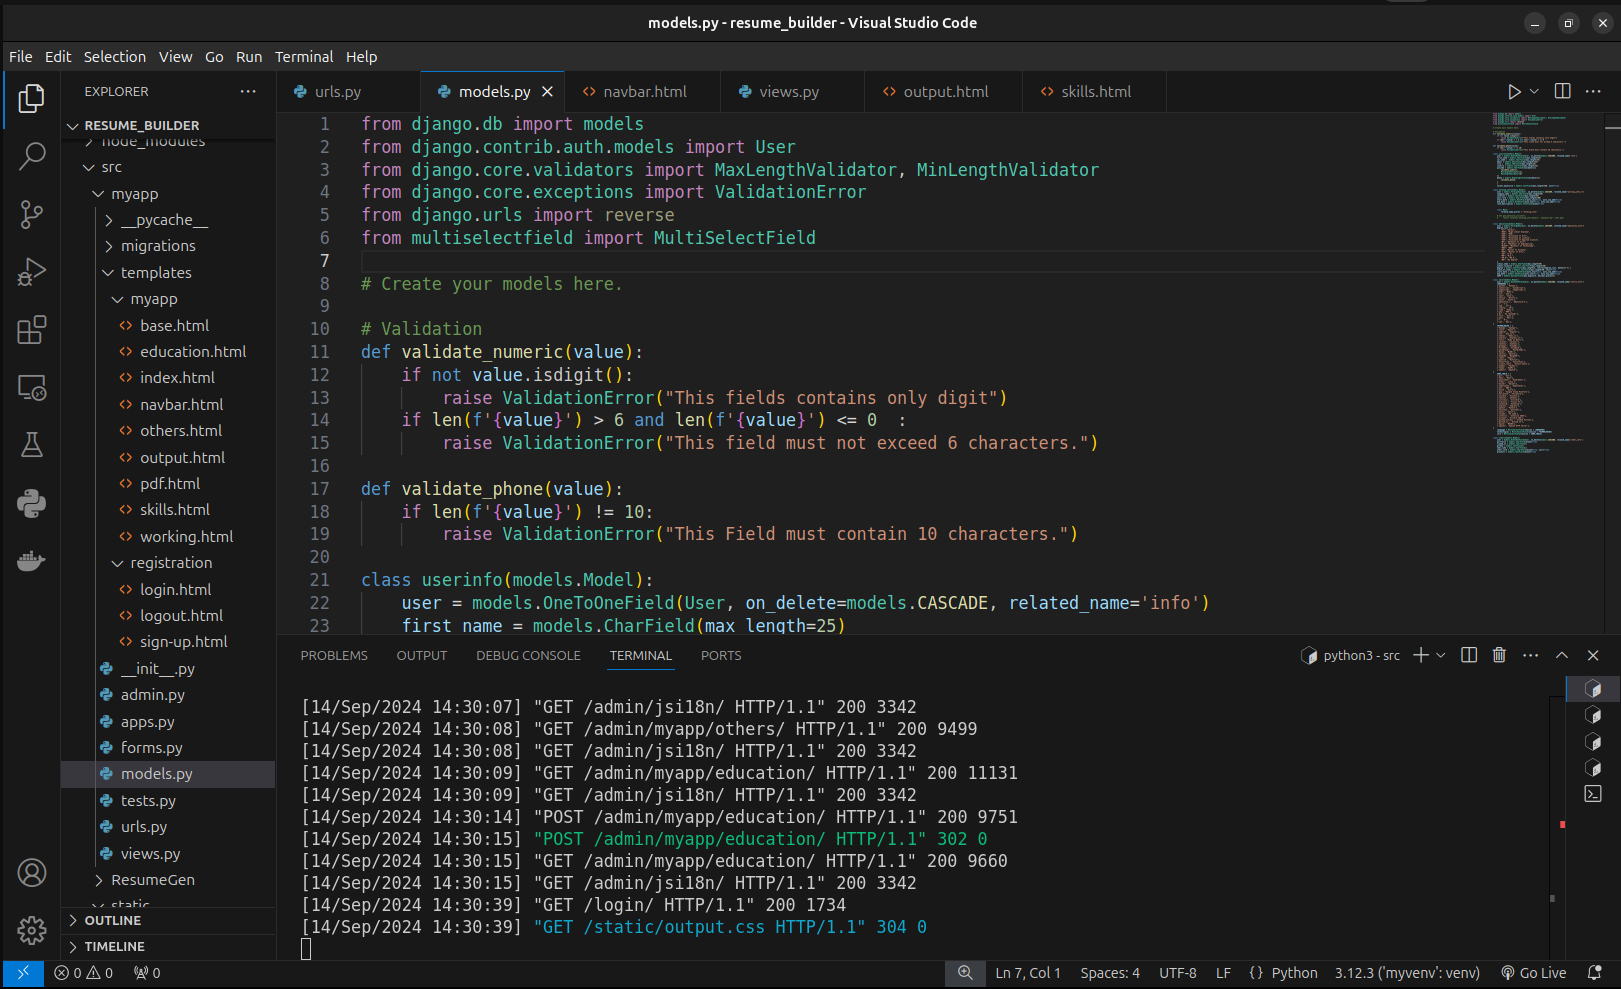 models.py - resume_builder - Visual Studio Code
File Edit Selection View Go Run Terminal Help
EXPLORER
urls.py
models.py
navbar.html
views.py
output.html
skills.html
RESUME_BUILDER
node_modules
src
myapp
__pycache__
migrations
templates
myapp
base.html
education.html
index.html
navbar.html
others.html
output.html
pdf.html
skills.html
working.html
registration
login.html
logout.html
sign-up.html
__init__.py
admin.py
apps.py
forms.py
models.py
tests.py
urls.py
views.py
ResumeGen
static
OUTLINE
TIMELINE
1 from django.db import models
2 from django.contrib.auth.models import User
3 from django.core.validators import MaxLengthValidator, MinLengthValidator
4 from django.core.exceptions import ValidationError
5 from django.urls import reverse
6 from multiselectfield import MultiSelectField
7
8 # Create your models here.
9
10 # Validation
11 def validate_numeric(value):
12     if not value.isdigit():
13         raise ValidationError("This fields contains only digit")
14     if len(f'{value}') > 6 and len(f'{value}') <= 0  :
15         raise ValidationError("This field must not exceed 6 characters.")
16
17 def validate_phone(value):
18     if len(f'{value}') != 10:
19         raise ValidationError("This Field must contain 10 characters.")
20
21 class userinfo(models.Model):
22     user = models.OneToOneField(User, on_delete=models.CASCADE, related_name='info')
23     first_name = models.CharField(max_length=25)
PROBLEMS OUTPUT DEBUG CONSOLE TERMINAL PORTS
python3 - src
[14/Sep/2024 14:30:07] "GET /admin/jsi18n/ HTTP/1.1" 200 3342
[14/Sep/2024 14:30:08] "GET /admin/myapp/others/ HTTP/1.1" 200 9499
[14/Sep/2024 14:30:08] "GET /admin/jsi18n/ HTTP/1.1" 200 3342
[14/Sep/2024 14:30:09] "GET /admin/myapp/education/ HTTP/1.1" 200 11131
[14/Sep/2024 14:30:09] "GET /admin/jsi18n/ HTTP/1.1" 200 3342
[14/Sep/2024 14:30:14] "POST /admin/myapp/education/ HTTP/1.1" 200 9751
[14/Sep/2024 14:30:15] "POST /admin/myapp/education/ HTTP/1.1" 302 0
[14/Sep/2024 14:30:15] "GET /admin/myapp/education/ HTTP/1.1" 200 9660
[14/Sep/2024 14:30:15] "GET /admin/jsi18n/ HTTP/1.1" 200 3342
[14/Sep/2024 14:30:39] "GET /login/ HTTP/1.1" 200 1734
[14/Sep/2024 14:30:39] "GET /static/output.css HTTP/1.1" 304 0
0 0 0
Ln 7, Col 1 Spaces: 4 UTF-8 LF {} Python 3.12.3 ('myvenv': venv) Go Live